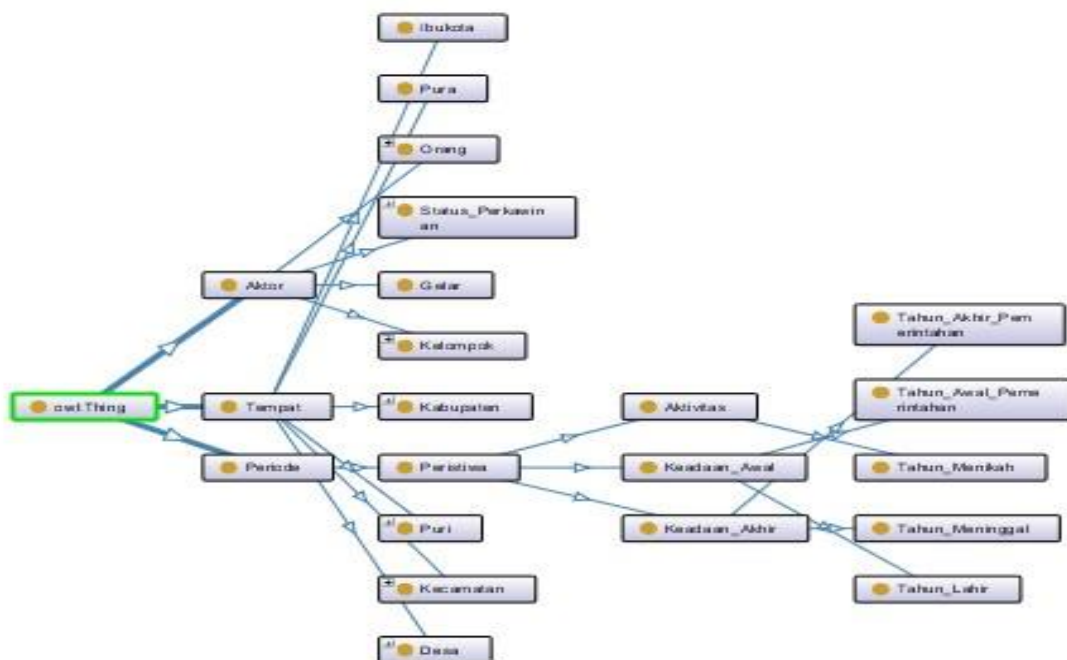 Ibukota
Pura
Orang
Status_Perkawin
an
Aktor
Gelar
Kelompok
Tahun_Akhir_Pem
erintahan
owl:Thing
Tempat
Kabupaten
Aktivitas
Tahun_Awal_Peme
rintahan
Periode
Peristiwa
Keadaan_Awal
Tahun_Menikah
Puri
Keadaan_Akhir
Tahun_Meninggal
Kecamatan
Tahun_Lahir
Desa